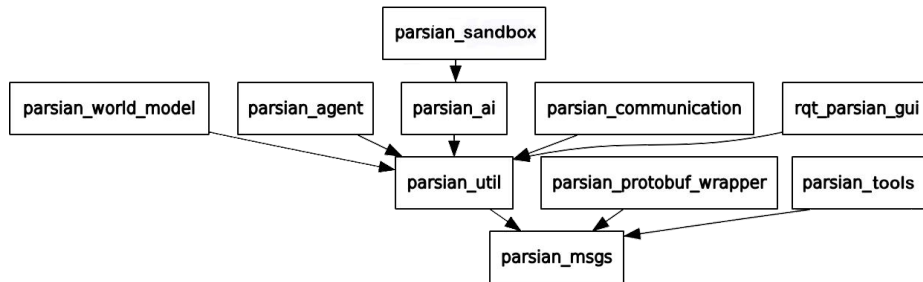 parsian_sandbox
parsian_world_model
parsian_agent
parsian_ai
parsian_communication
rqt_parsian_gui
parsian_util
parsian_protobuf_wrapper
parsian_tools
parsian_msgs